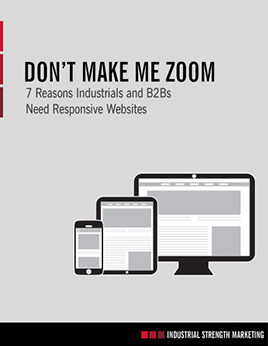 DON'T MAKE ME ZOOM
7 Reasons Industrials and B2Bs
Need Responsive Websites
INDUSTRIAL STRENGTH MARKETING